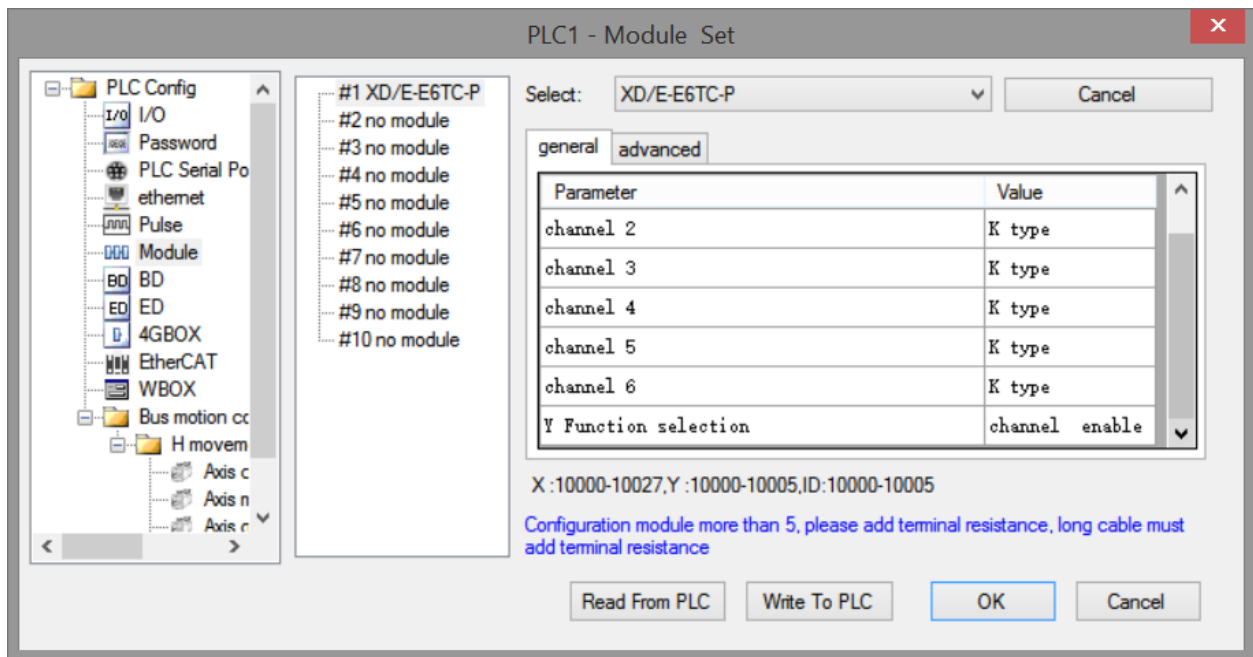 PLC1 - Module Set
x
PLC Config
I/O I/O
Password
PLC Serial Po
ethernet
Pulse
Module
BD BD
ED ED
4GBOX
EtherCAT
WBOX
Bus motion cc
H movem
Axis c
Axis n
Axis c
#1 XD/E-E6TC-P
#2 no module
#3 no module
#4 no module
#5 no module
#6 no module
#7 no module
#8 no module
#9 no module
#10 no module
Select: XD/E-E6TC-P Cancel
general advanced
Parameter Value
channel 2 K type
channel 3 K type
channel 4 K type
channel 5 K type
channel 6 K type
Y Function selection channel enable
X :10000-10027,Y :10000-10005,ID:10000-10005
Configuration module more than 5, please add terminal resistance, long cable must
add terminal resistance
Read From PLC Write To PLC OK Cancel